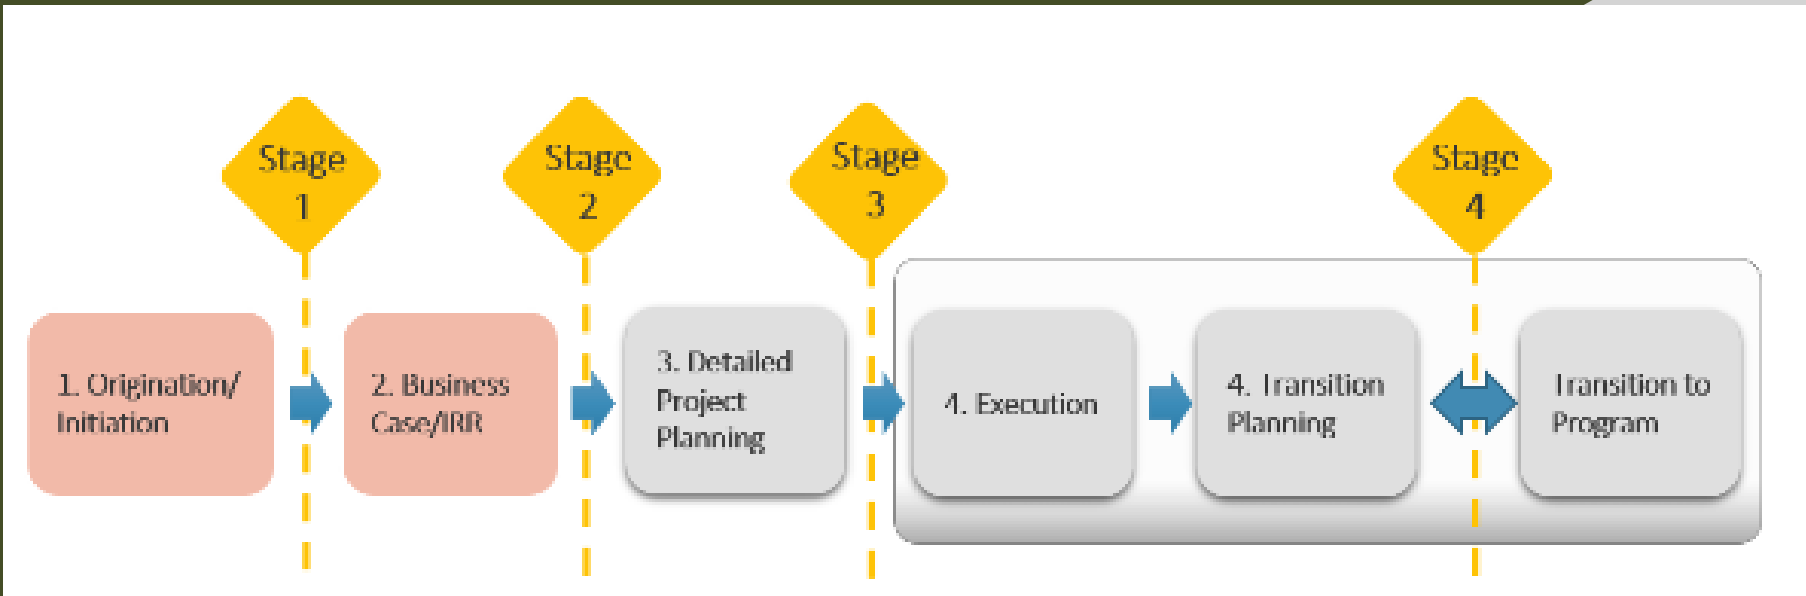 Stage
1
Stage
2
Stage
3
Stage
4
1. Origination/
Initiation
2. Business
Case/IRR
3. Detailed
Project
Planning
4. Execution
4. Transition
Planning
Transition to
Program